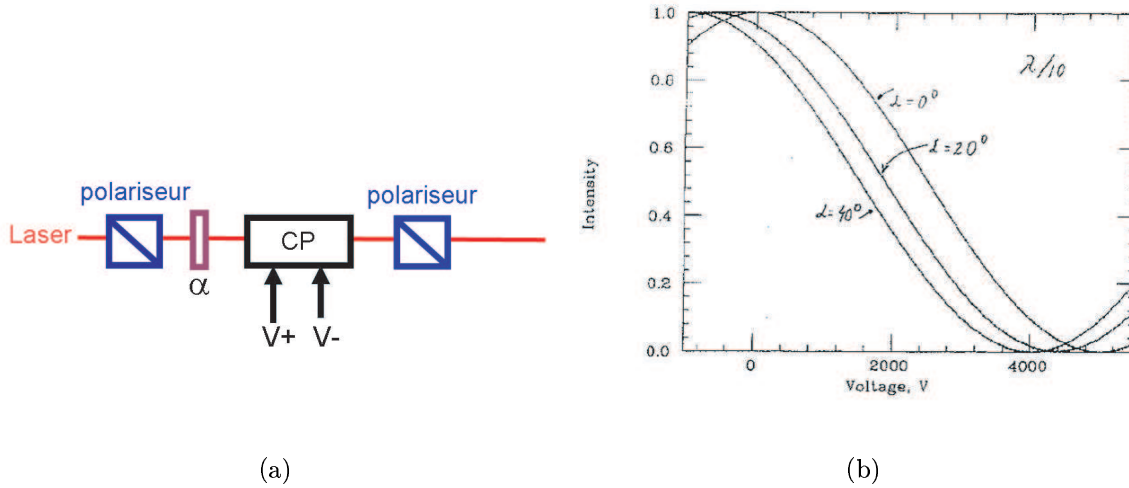 polariseur
polariseur
Laser
CP
α
V+
V-
(a)
1.0
0.8
0.6
0.4
0.2
0.0
Intensity
0
2000
4000
Voltage, V
λ/10
α=0°
α=20°
α=40°
(b)